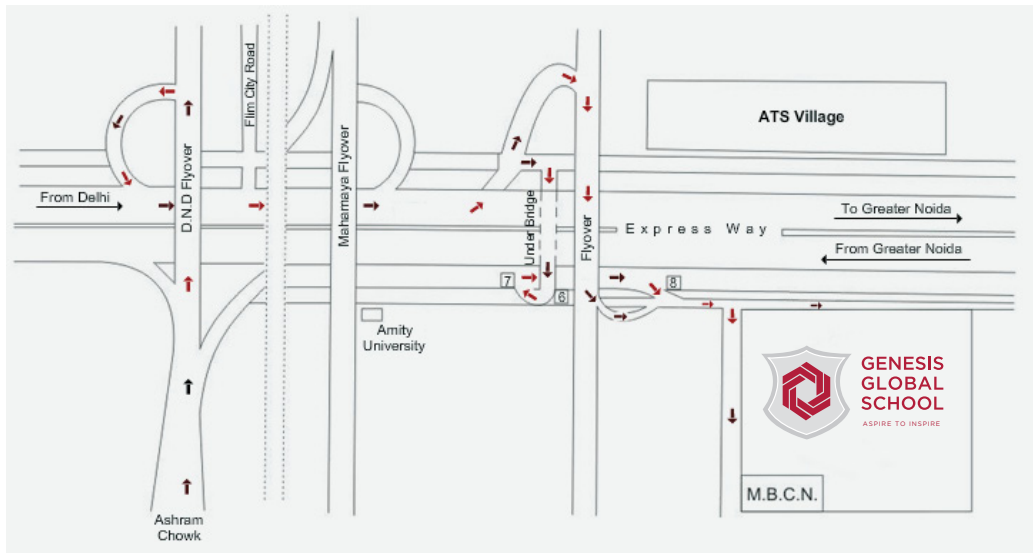 Flim City Road
ATS Village
From Delhi
D.N.D Flyover
Mahamaya Flyover
Under Bridge
Flyover
To Greater Noida
Express Way
From Greater Noida
7
6
8
Amity
University
GENESIS
GLOBAL
SCHOOL
ASPIRE TO INSPIRE
M.B.C.N.
Ashram
Chowk